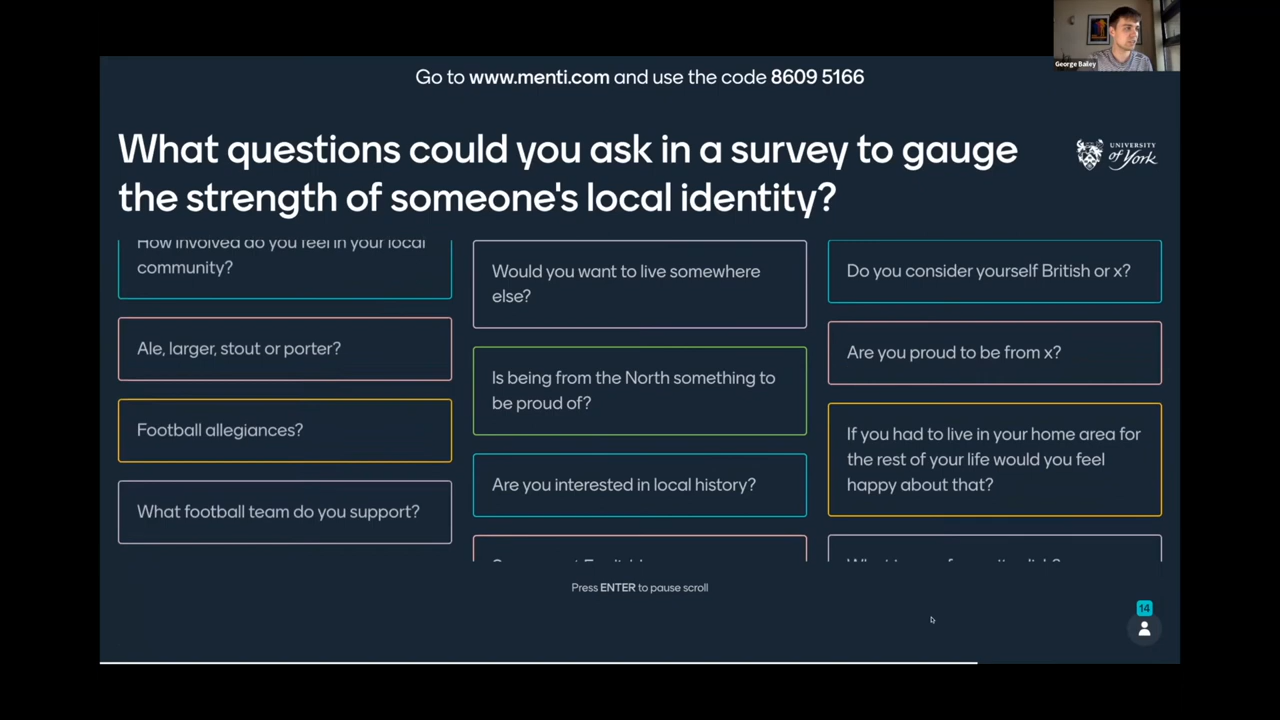 George Bailey
Go to www.menti.com and use the code 8609 5166
What questions could you ask in a survey to gauge
the strength of someone's local identity?
UNIVERSITY
of York
How involved do you feel in your local
community?
Ale, larger, stout or porter?
Football allegiances?
What football team do you support?
Would you want to live somewhere
else?
Is being from the North something to
be proud of?
Are you interested in local history?
Do you consider yourself British or x?
Are you proud to be from x?
If you had to live in your home area for
the rest of your life would you feel
happy about that?
Press ENTER to pause scroll
14